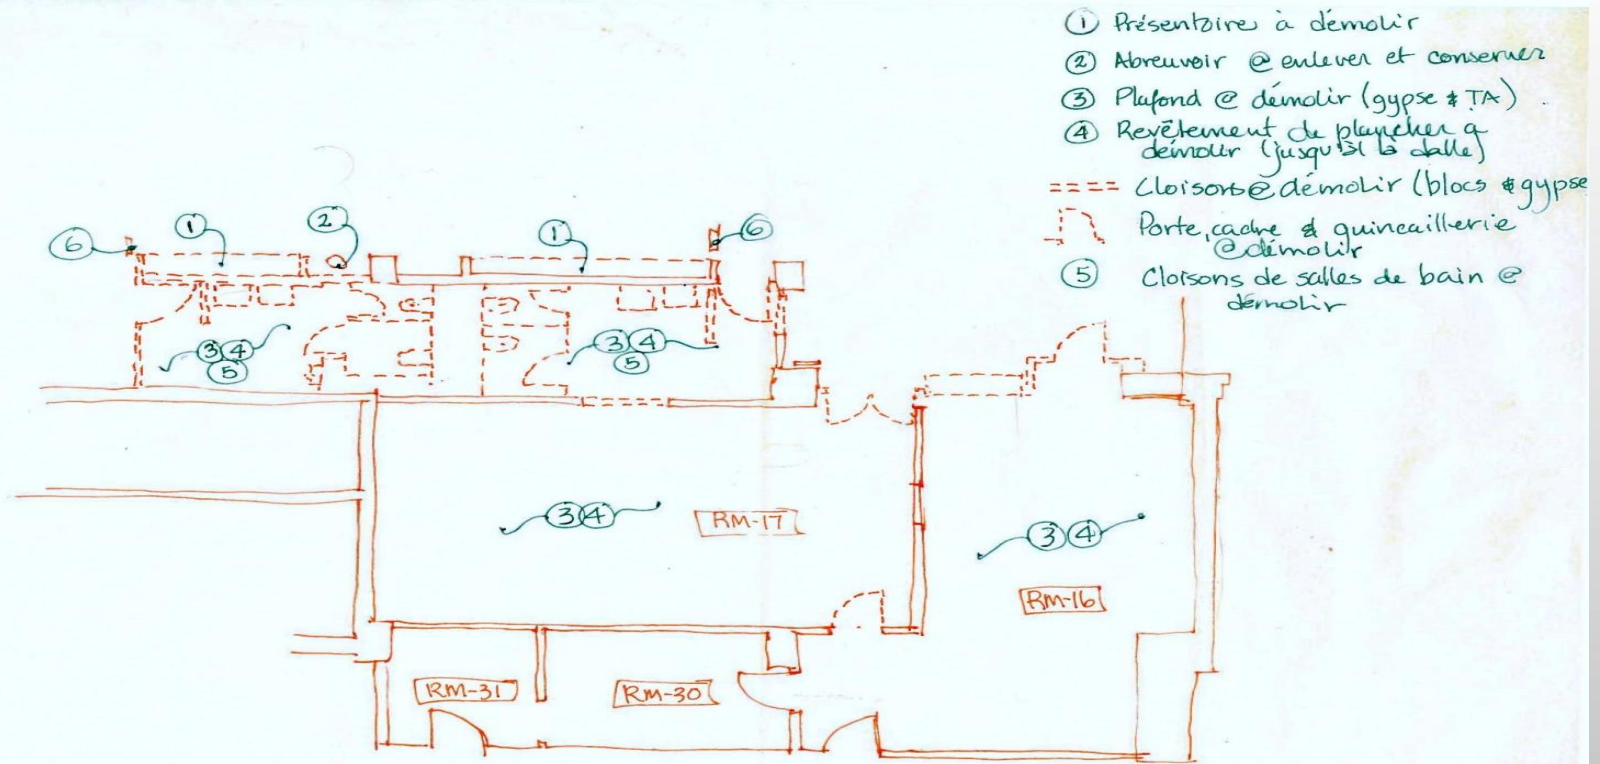 ① Présentoire à démolir
② Abreuvoir @ enlever et conserver
③ Plafond @ démolir (gypse & TA)
④ Revêtement de plancher à
démolir (jusqu'à la dalle)
==== Cloisons @ démolir (blocs & gypse
Porte, cadre & quincaillerie
@ démolir
⑤ Cloisons de salles de bain @
démolir
⑥ ① ② ① ⑥
③④
⑤
③④
⑤
③④
RM-17
③④
RM-16
RM-31
RM-30